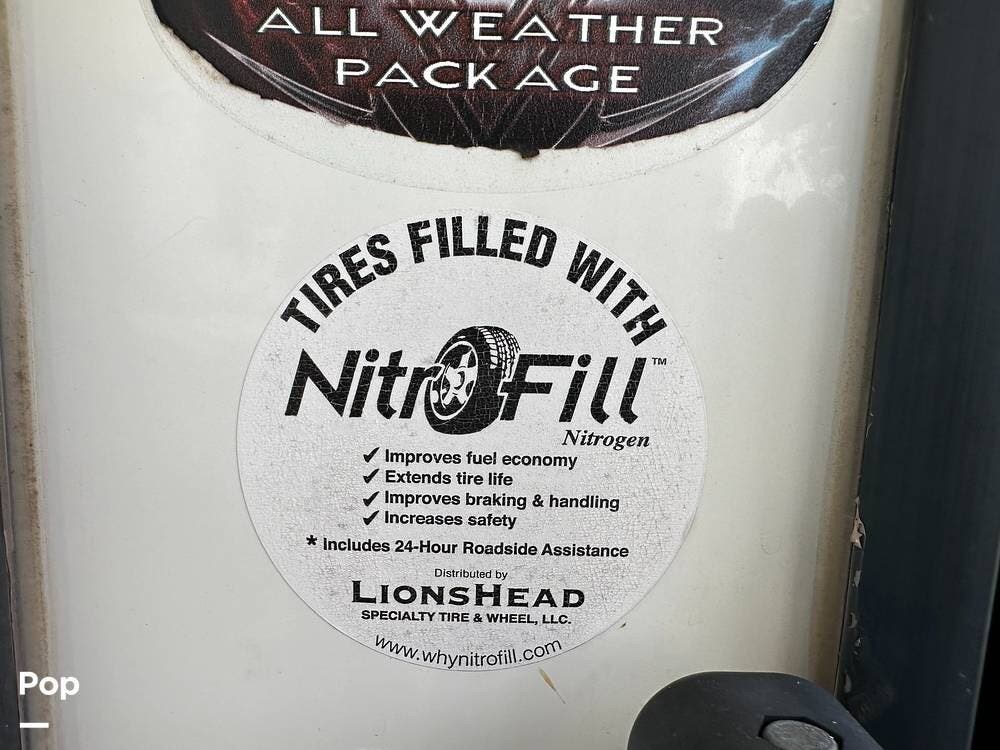 ALL WEATHER
PACKAGE
TIRES FILLED WITH
NitroFill™
Nitrogen
✓ Improves fuel economy
✓ Extends tire life
✓ Improves braking & handling
✓ Increases safety
* Includes 24-Hour Roadside Assistance
Distributed by
LIONSHEAD
SPECIALTY TIRE & WHEEL, LLC.
www.whynitrofill.com
Pop